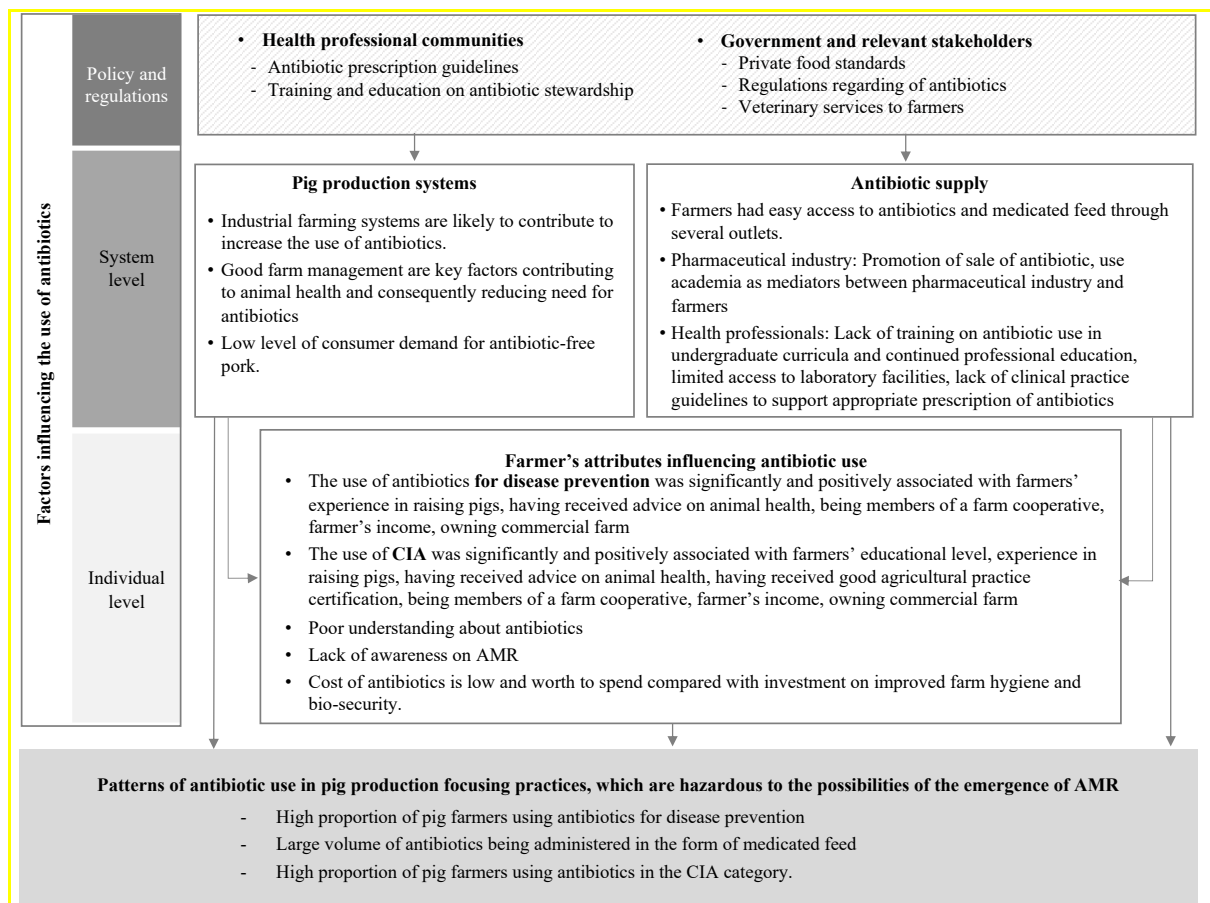 Factors influencing the use of antibiotics
Policy and
regulations
• Health professional communities
- Antibiotic prescription guidelines
- Training and education on antibiotic stewardship
• Government and relevant stakeholders
- Private food standards
- Regulations regarding of antibiotics
- Veterinary services to farmers
System
level
Pig production systems
• Industrial farming systems are likely to contribute to
increase the use of antibiotics.
• Good farm management are key factors contributing
to animal health and consequently reducing need for
antibiotics
• Low level of consumer demand for antibiotic-free
pork.
Antibiotic supply
• Farmers had easy access to antibiotics and medicated feed through
several outlets.
• Pharmaceutical industry: Promotion of sale of antibiotic, use
academia as mediators between pharmaceutical industry and
farmers
• Health professionals: Lack of training on antibiotic use in
undergraduate curricula and continued professional education,
limited access to laboratory facilities, lack of clinical practice
guidelines to support appropriate prescription of antibiotics
Individual
level
Farmer’s attributes influencing antibiotic use
• The use of antibiotics for disease prevention was significantly and positively associated with farmers’
experience in raising pigs, having received advice on animal health, being members of a farm cooperative,
farmer’s income, owning commercial farm
• The use of CIA was significantly and positively associated with farmers’ educational level, experience in
raising pigs, having received advice on animal health, having received good agricultural practice
certification, being members of a farm cooperative, farmer’s income, owning commercial farm
• Poor understanding about antibiotics
• Lack of awareness on AMR
• Cost of antibiotics is low and worth to spend compared with investment on improved farm hygiene and
bio-security.
Patterns of antibiotic use in pig production focusing practices, which are hazardous to the possibilities of the emergence of AMR
- High proportion of pig farmers using antibiotics for disease prevention
- Large volume of antibiotics being administered in the form of medicated feed
- High proportion of pig farmers using antibiotics in the CIA category.